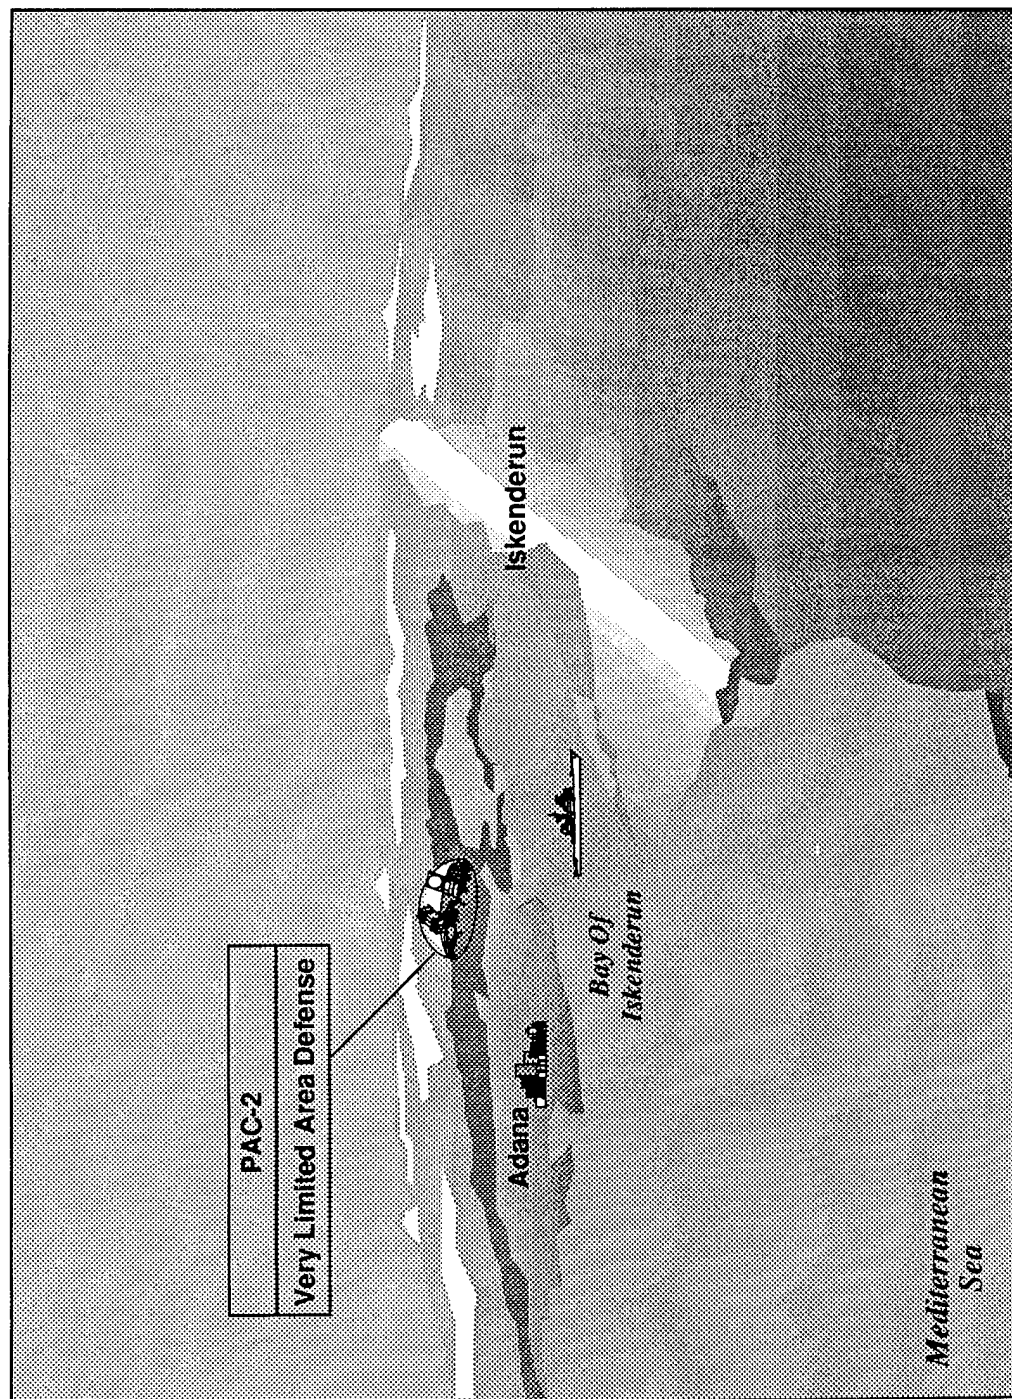 PAC-2
Very Limited Area Defense
Iskenderun
Adana
Bay Of
Iskenderun
Mediterranean
Sea